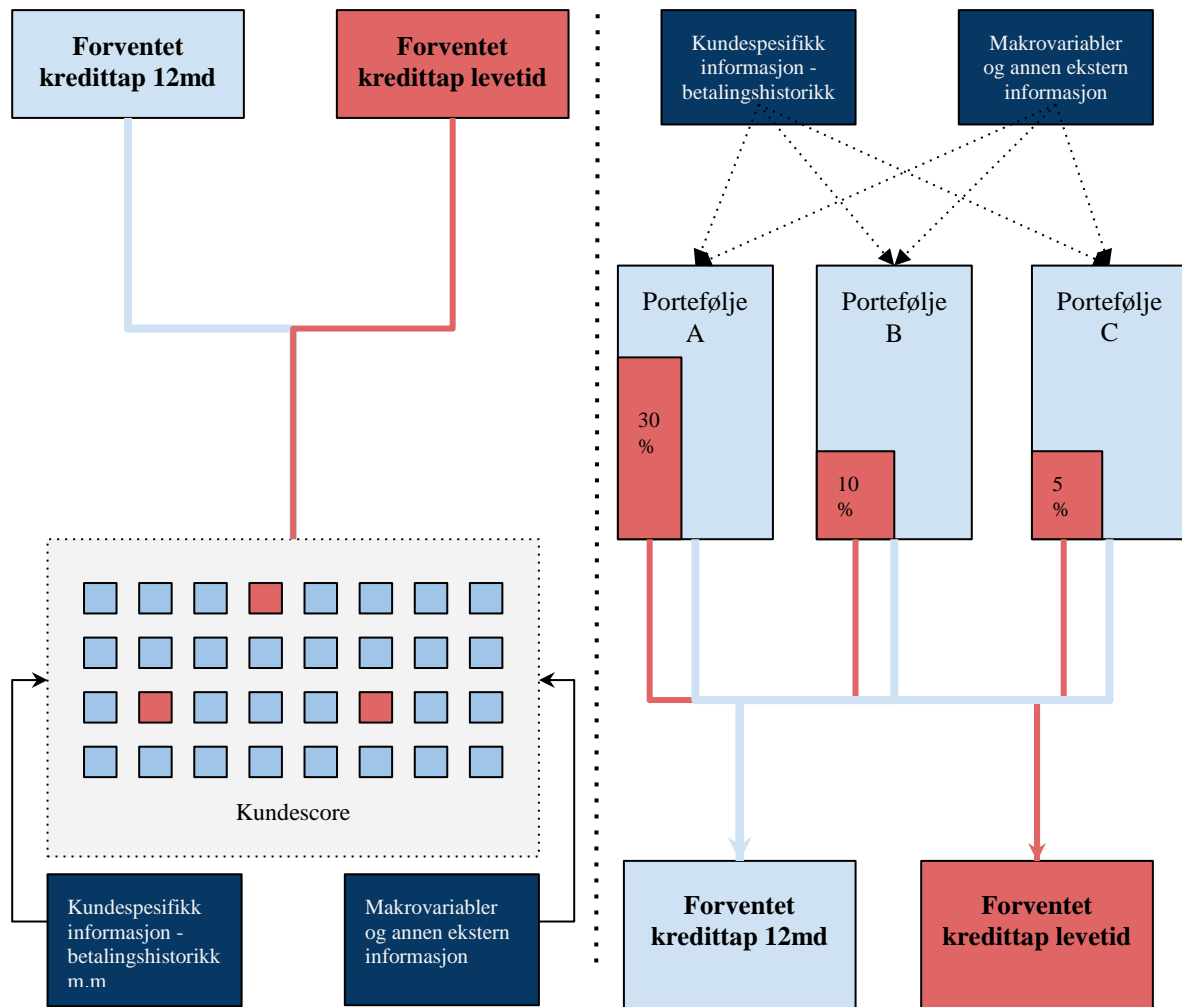 Forventet
kredittap 12md
Forventet
kredittap levetid
Kundescore
Kundespesifikk
informasjon -
betalingshistorikk
m.m
Makrovariabler
og annen ekstern
informasjon
Kundespesifikk
informasjon -
betalingshistorikk
Makrovariabler
og annen ekstern
informasjon
Portefølje
A
Portefølje
B
Portefølje
C
30
%
10
%
5
%
Forventet
kredittap 12md
Forventet
kredittap levetid